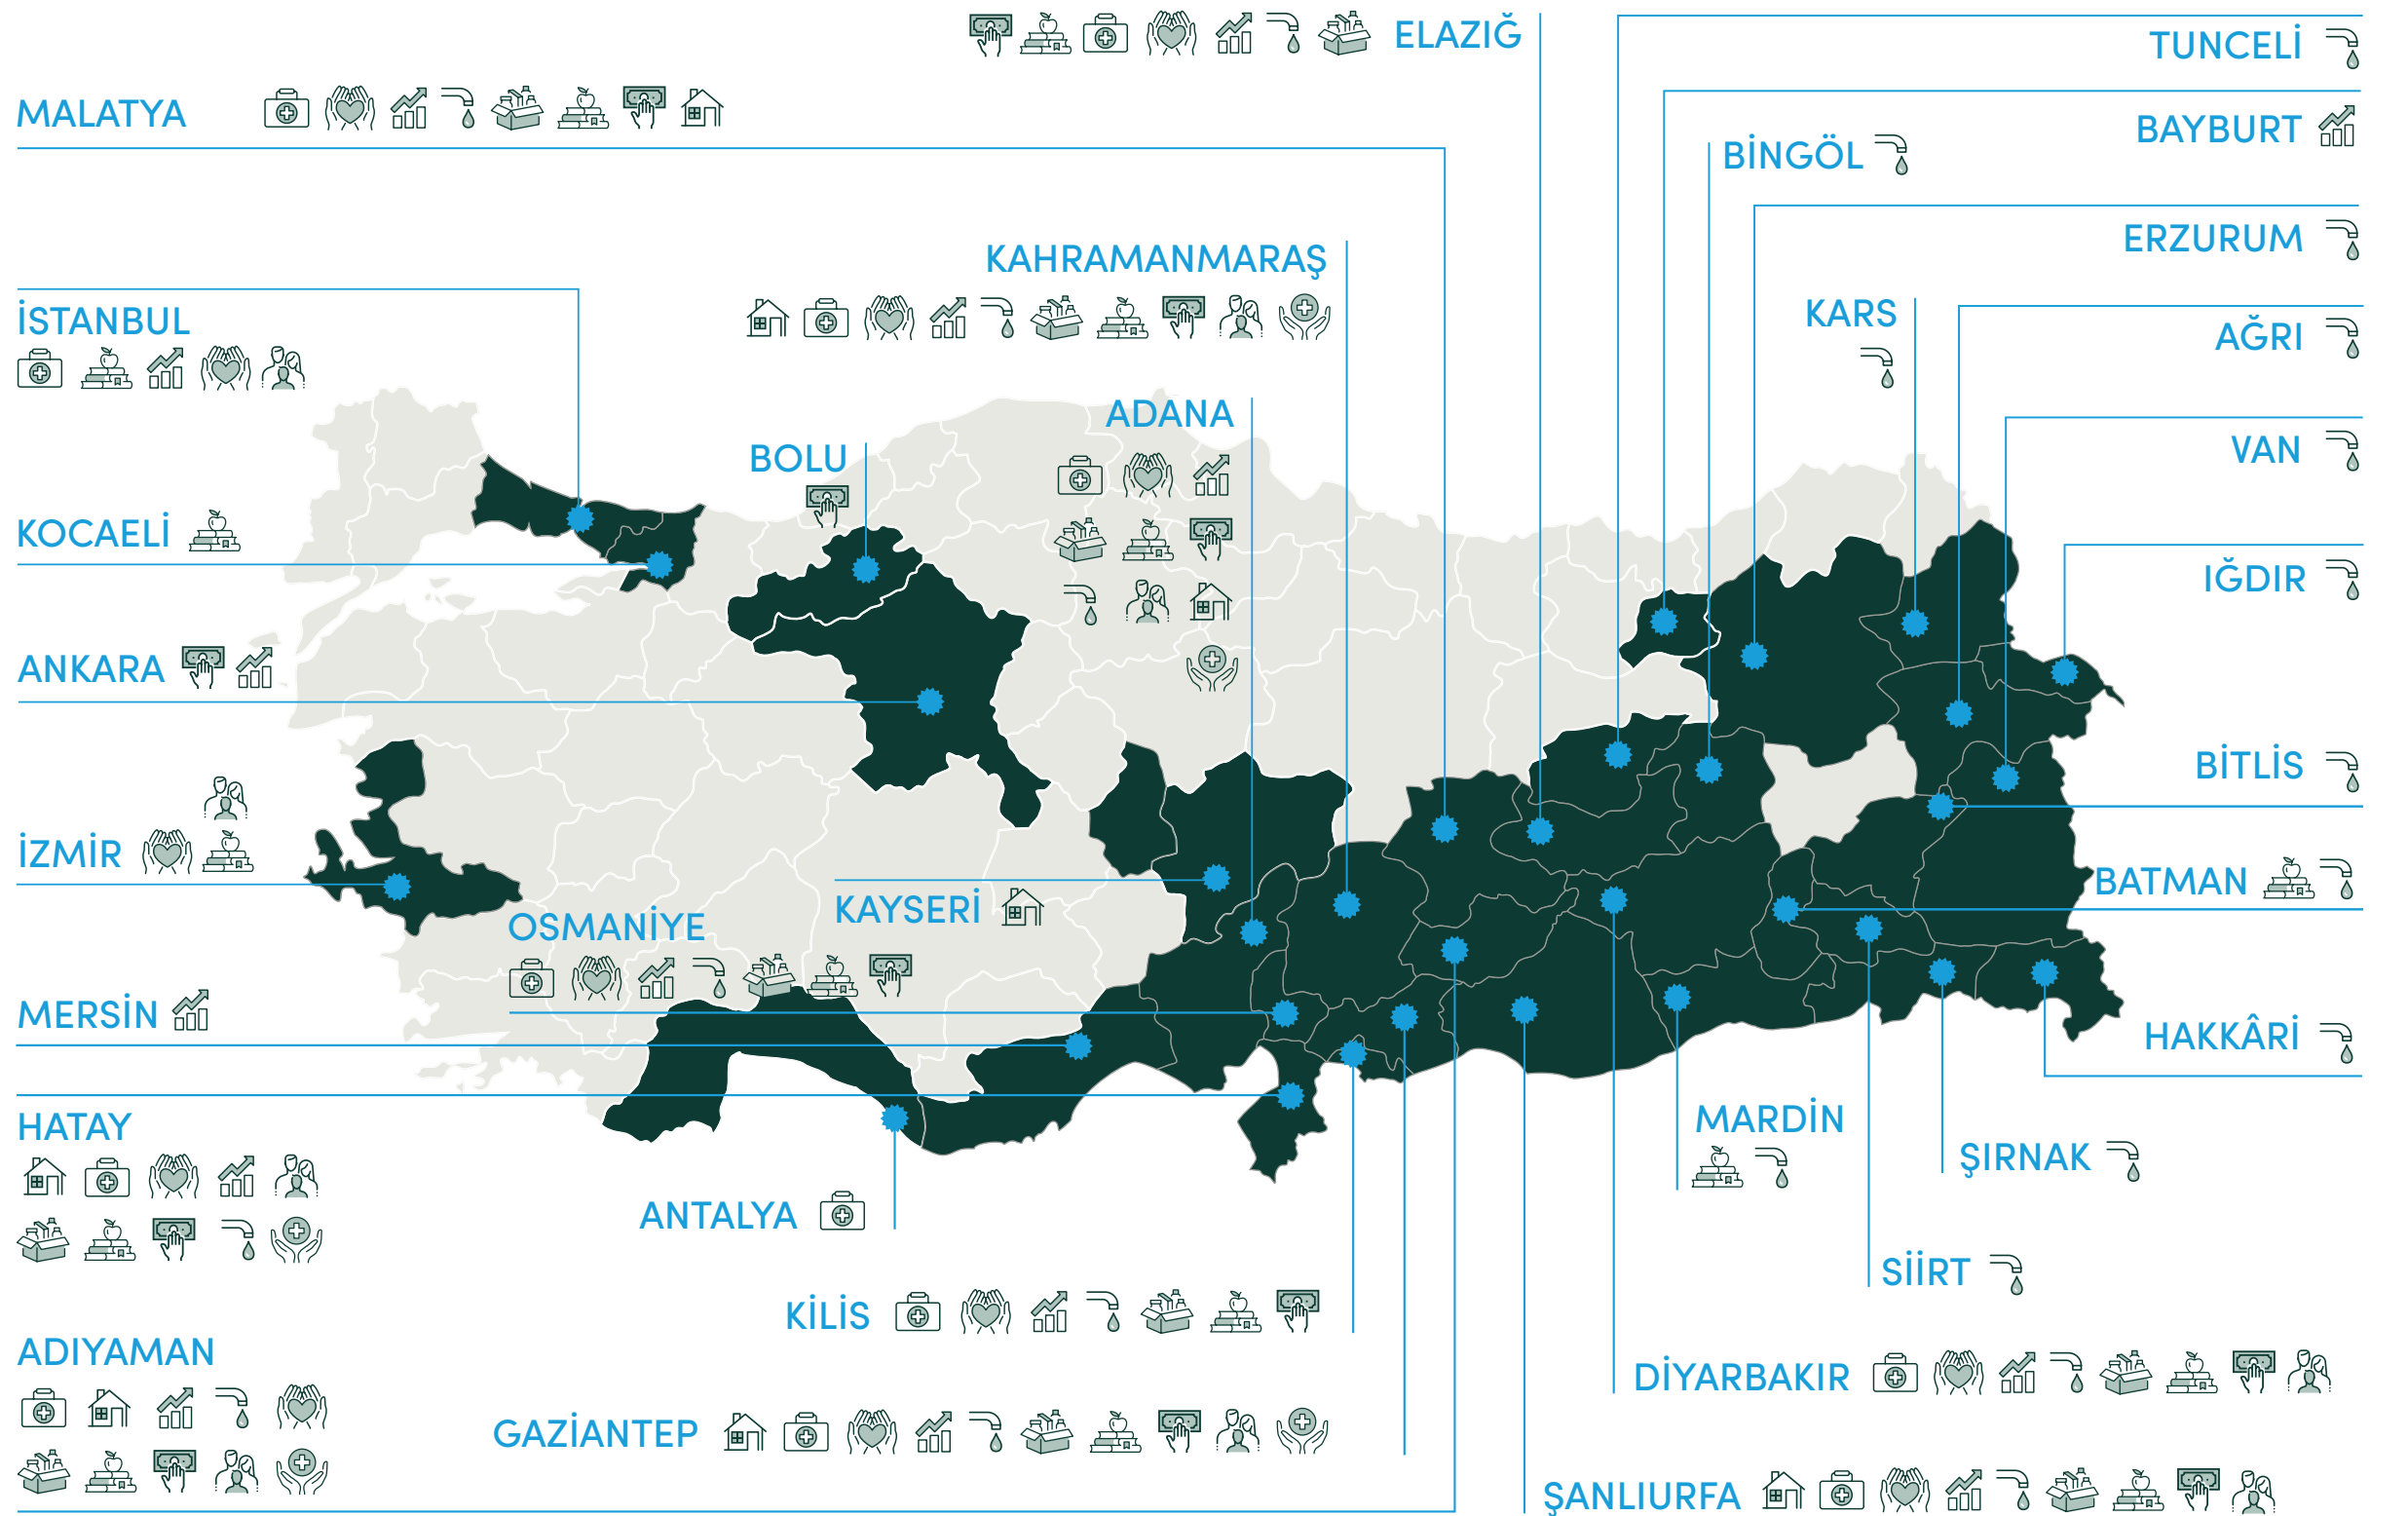 ELAZIĞ
TUNCELİ
MALATYA
BAYBURT
BİNGÖL
ERZURUM
KAHRAMANMARAŞ
KARS
İSTANBUL
AĞRI
ADANA
BOLU
VAN
KOCAELİ
IĞDIR
ANKARA
BİTLİS
İZMİR
BATMAN
KAYSERİ
OSMANİYE
MERSİN
HAKKÂRİ
HATAY
MARDİN
ŞIRNAK
ANTALYA
SİİRT
KİLİS
ADIYAMAN
DİYARBAKIR
GAZİANTEP
ŞANLIURFA